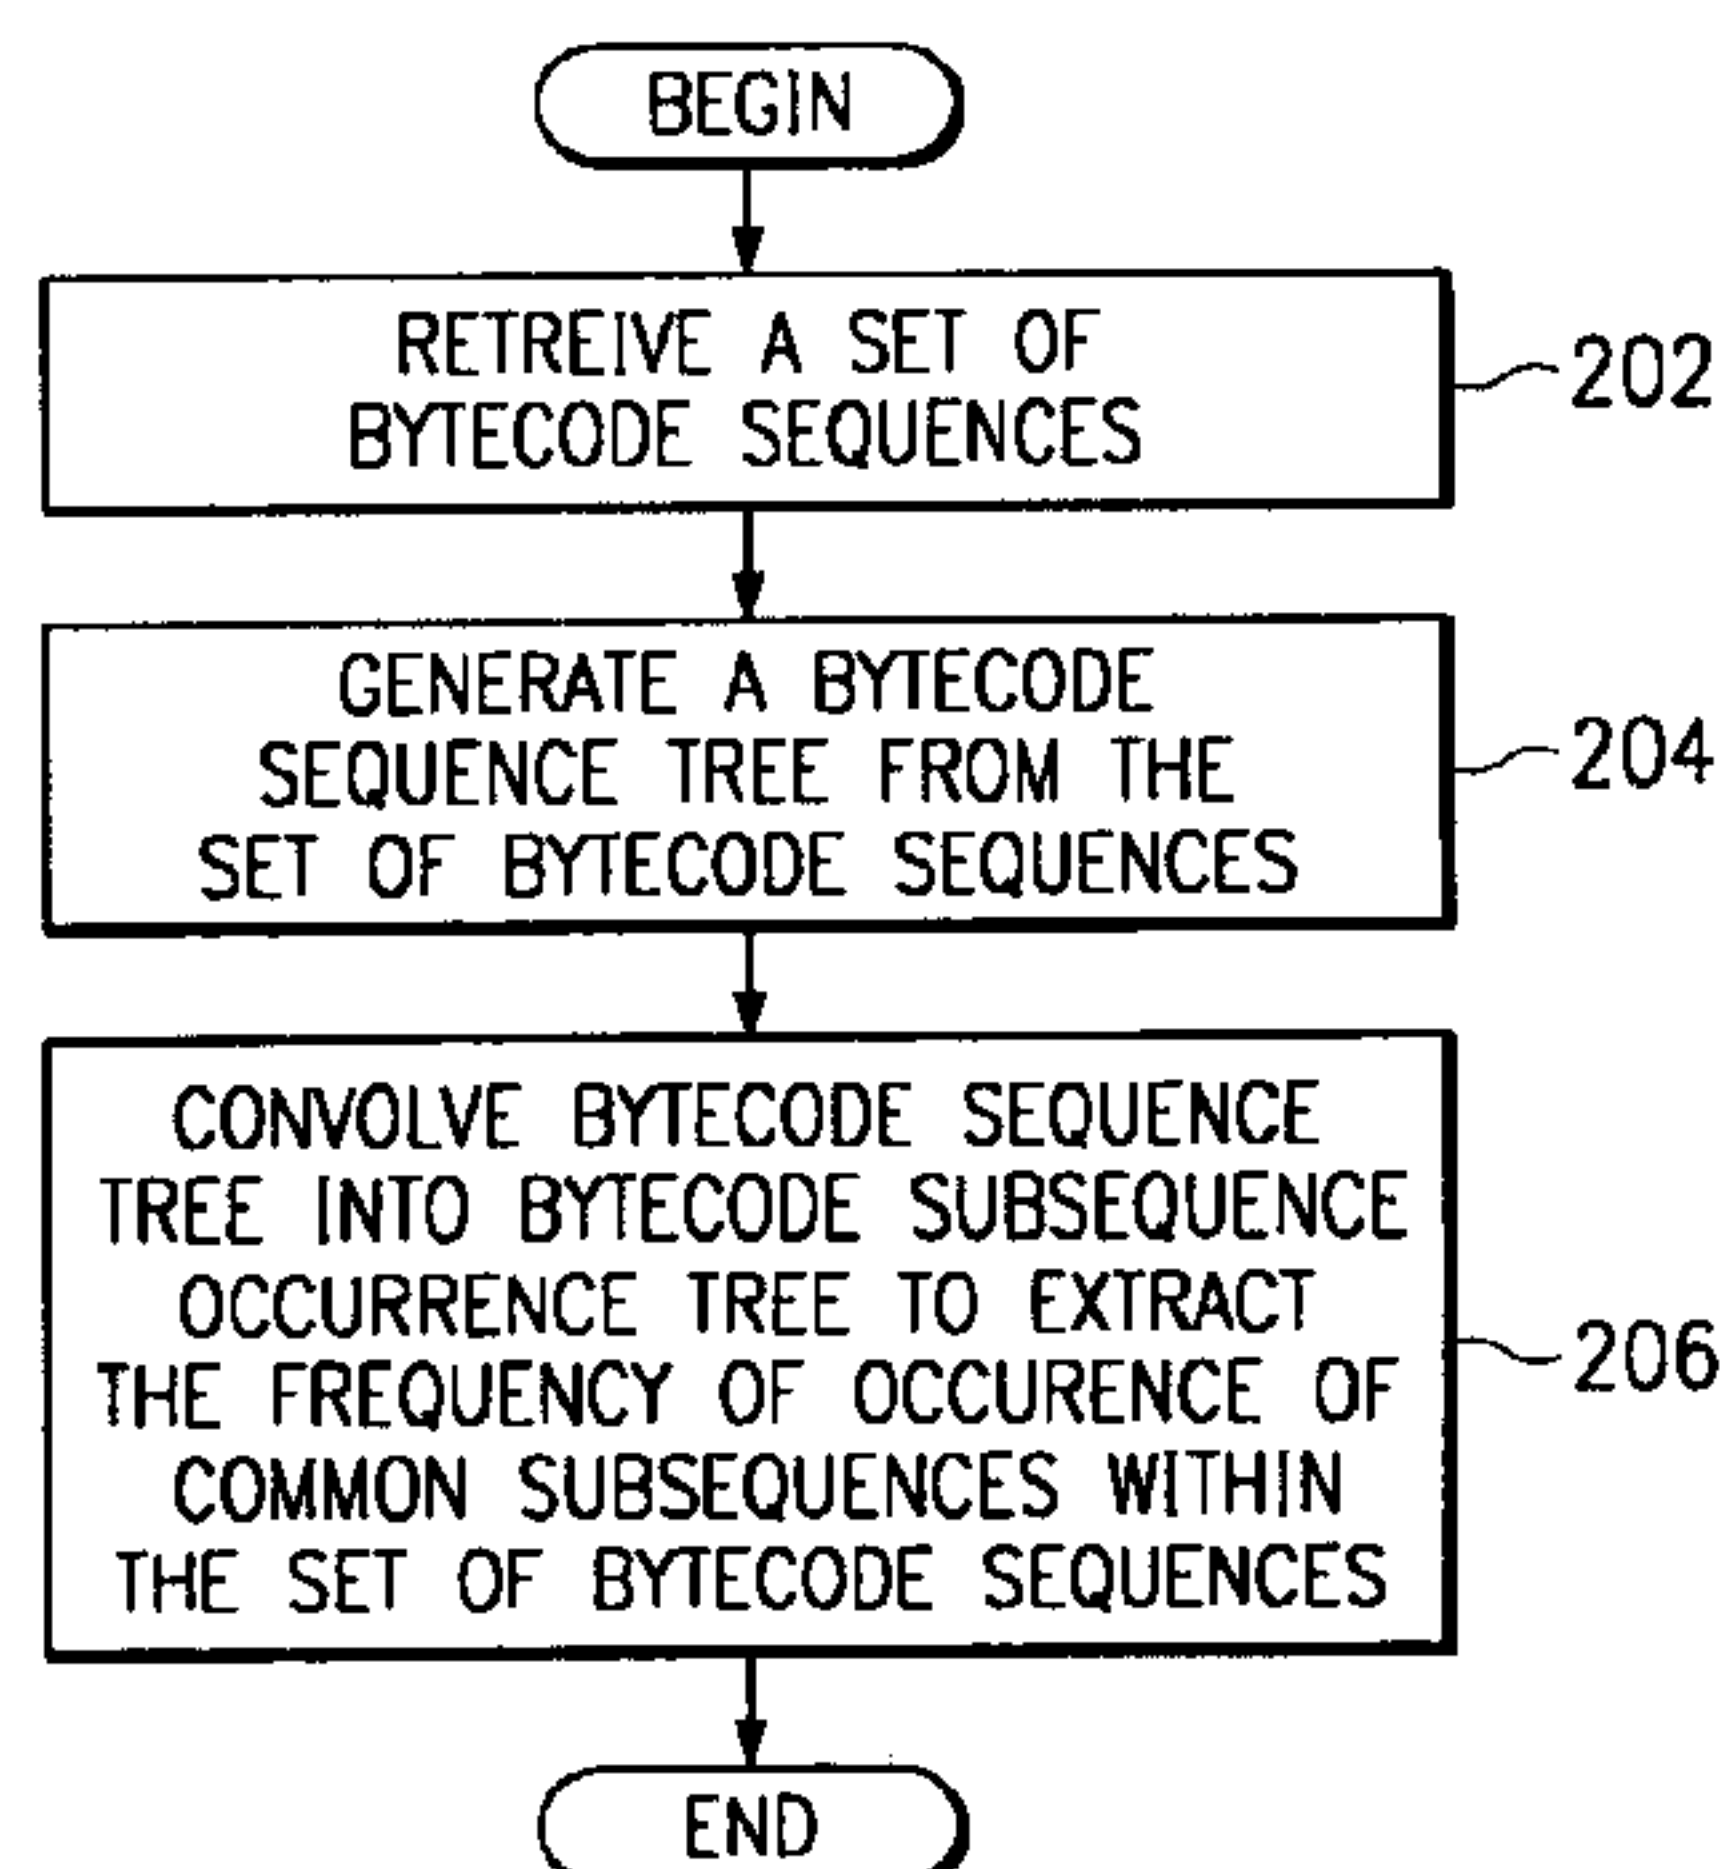 BEGIN
RETREIVE A SET OF
BYTECODE SEQUENCES
202
GENERATE A BYTECODE
SEQUENCE TREE FROM THE
SET OF BYTECODE SEQUENCES
204
CONVOLVE BYTECODE SEQUENCE
TREE INTO BYTECODE SUBSEQUENCE
OCCURRENCE TREE TO EXTRACT
THE FREQUENCY OF OCCURENCE OF
COMMON SUBSEQUENCES WITHIN
THE SET OF BYTECODE SEQUENCES
206
END